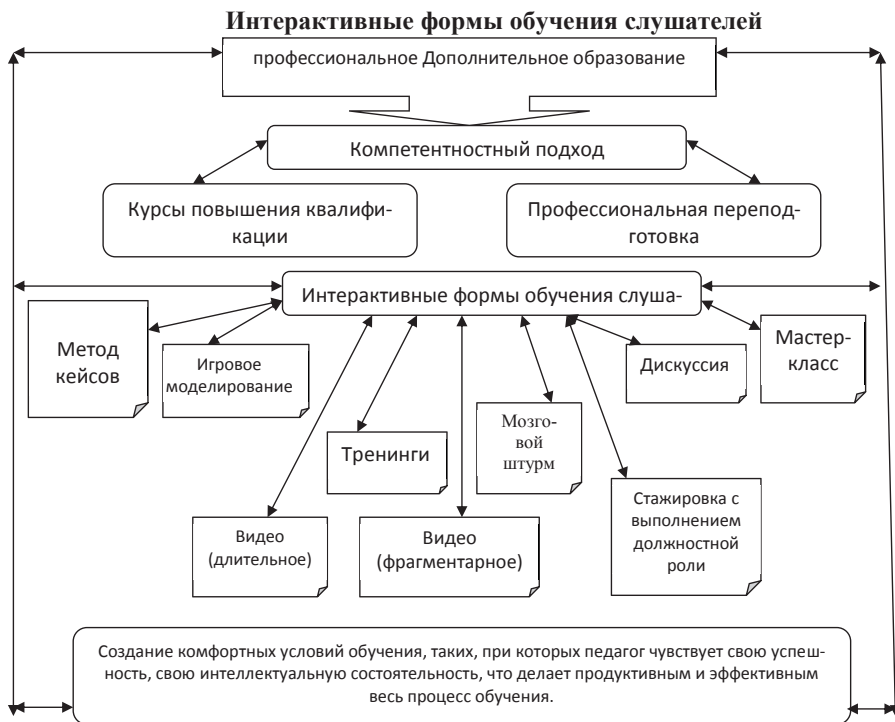 Интерактивные формы обучения слушателей
профессиональное Дополнительное образование
Компетентностный подход
Курсы повышения квалифи-
кации
Профессиональная перепод-
готовка
Интерактивные формы обучения слуша-
Метод
кейсов
Игровое
моделирование
Дискуссия
Мастер-
класс
Тренинги
Мозго-
вой
штурм
Видео
(длительное)
Видео
(фрагментарное)
Стажировка с
выполнением
должностной
роли
Создание комфортных условий обучения, таких, при которых педагог чувствует свою успеш-
ность, свою интеллектуальную состоятельность, что делает продуктивным и эффективным
весь процесс обучения.